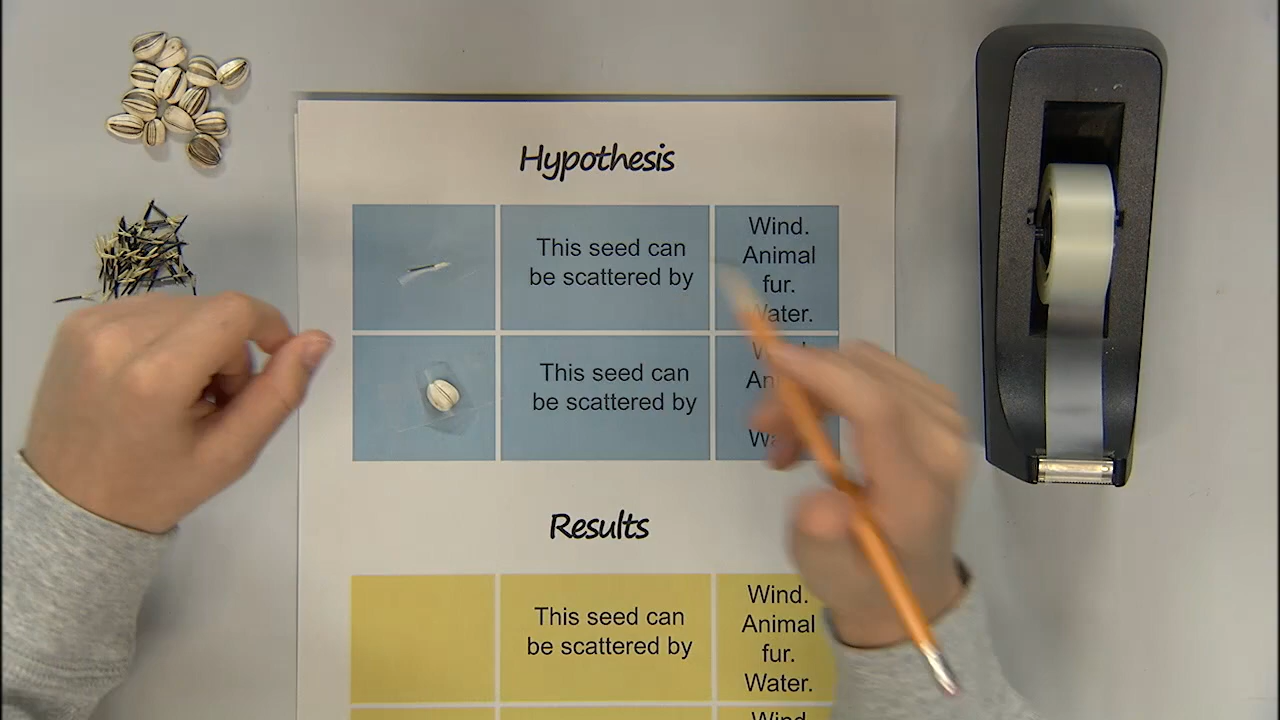 Hypothesis
This seed can
be scattered by
Wind.
Animal
fur.
Water.
This seed can
be scattered by
Results
This seed can
be scattered by
Wind.
Animal
fur.
Water.